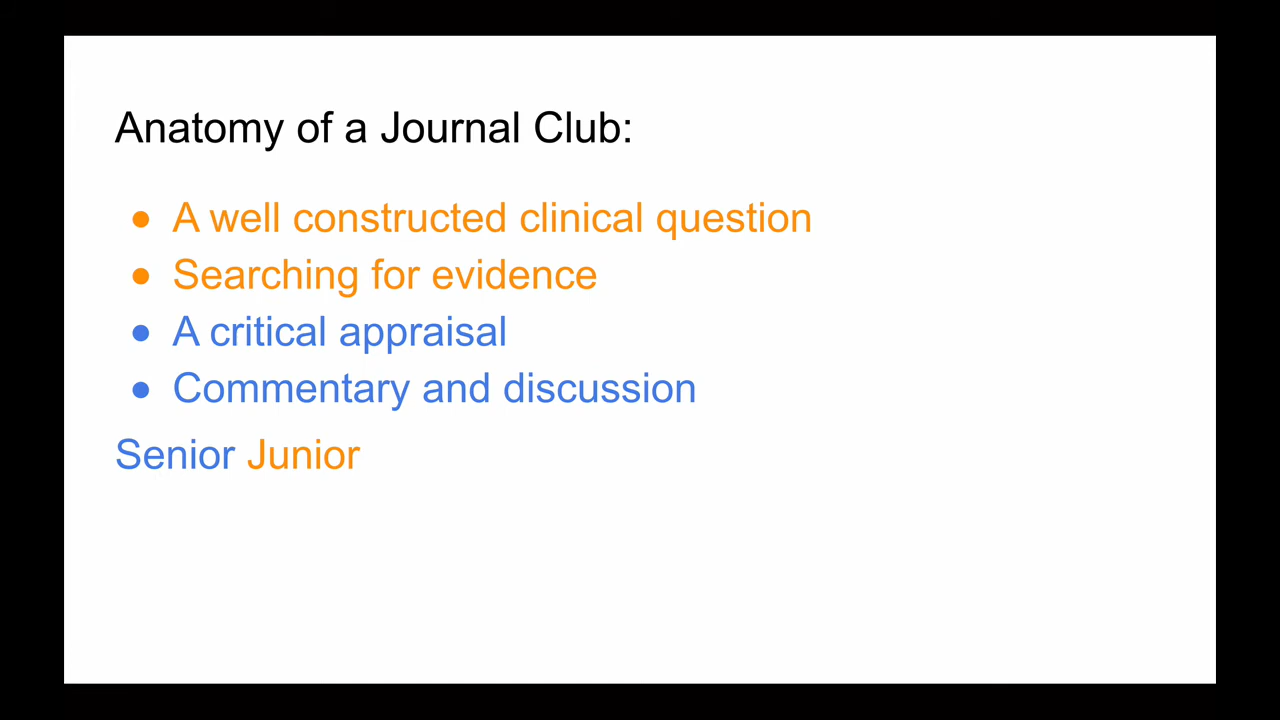 Anatomy of a Journal Club:
● A well constructed clinical question
● Searching for evidence
● A critical appraisal
● Commentary and discussion
Senior Junior